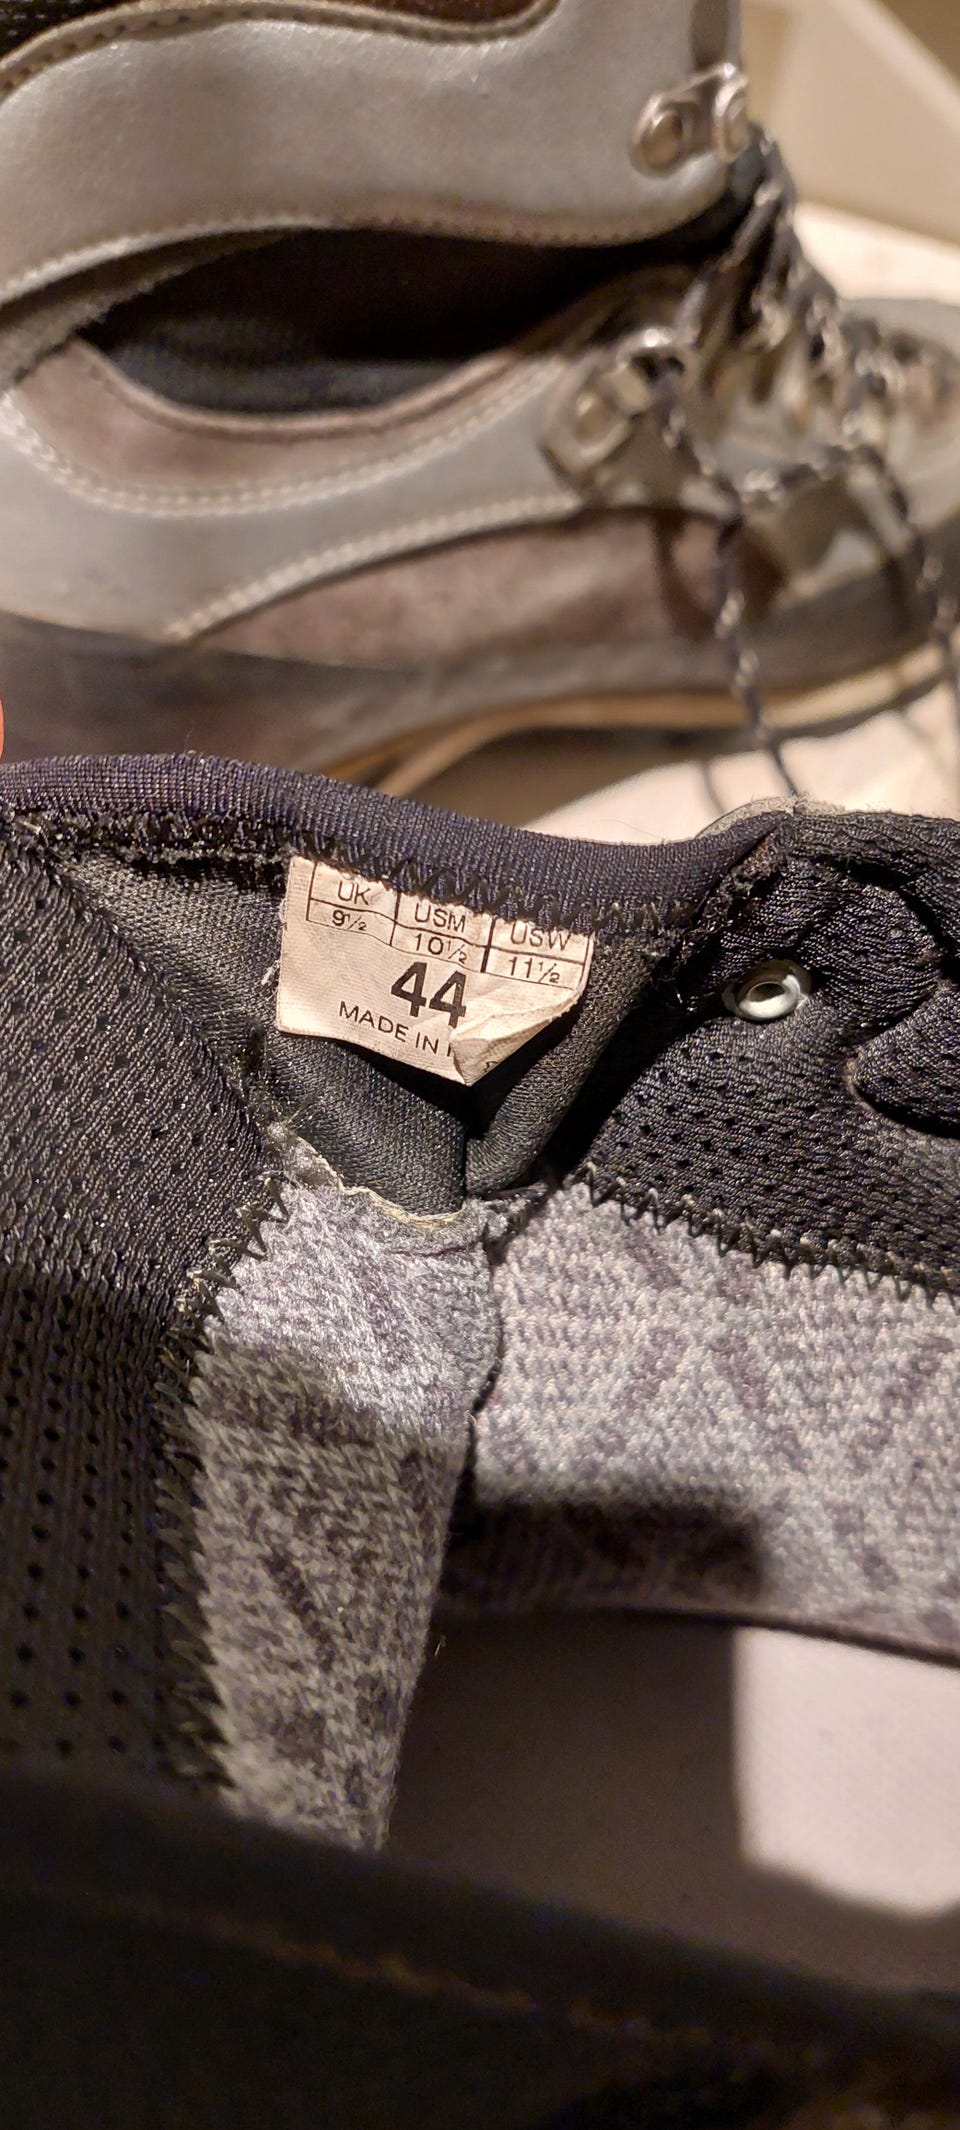 UK USM USW
9½ 10½ 11½
44
MADE IN